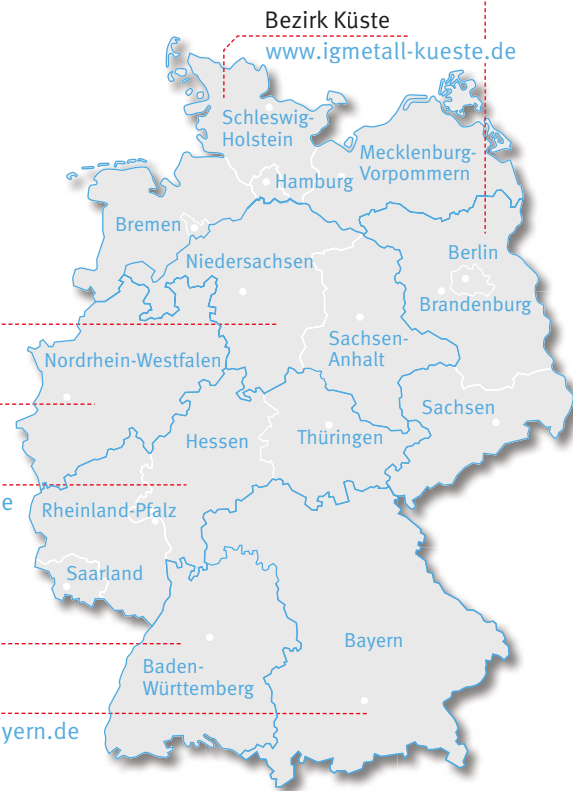 Bezirk Küste
www.igmetall-kueste.de
Schleswig-
Holstein
Mecklenburg-
Vorpommern
Hamburg
Bremen
Niedersachsen
Berlin
Brandenburg
Sachsen-
Anhalt
Nordrhein-Westfalen
Sachsen
Hessen
Thüringen
e
Rheinland-Pfalz
Saarland
Bayern
Baden-
Württemberg
yern.de